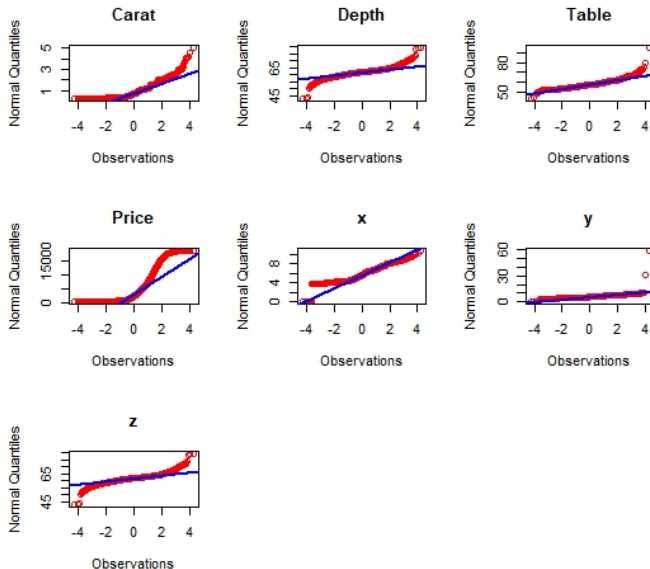 Carat
Normal Quantiles
5
3
1
-4 -2 0 2 4
Observations
Depth
Normal Quantiles
65
45
-4 -2 0 2 4
Observations
Table
Normal Quantiles
80
50
-4 -2 0 2 4
Observations
Price
Normal Quantiles
15000
0
-4 -2 0 2 4
Observations
x
Normal Quantiles
8
4
0
-4 -2 0 2 4
Observations
y
Normal Quantiles
60
30
0
-4 -2 0 2 4
Observations
z
Normal Quantiles
65
45
-4 -2 0 2 4
Observations